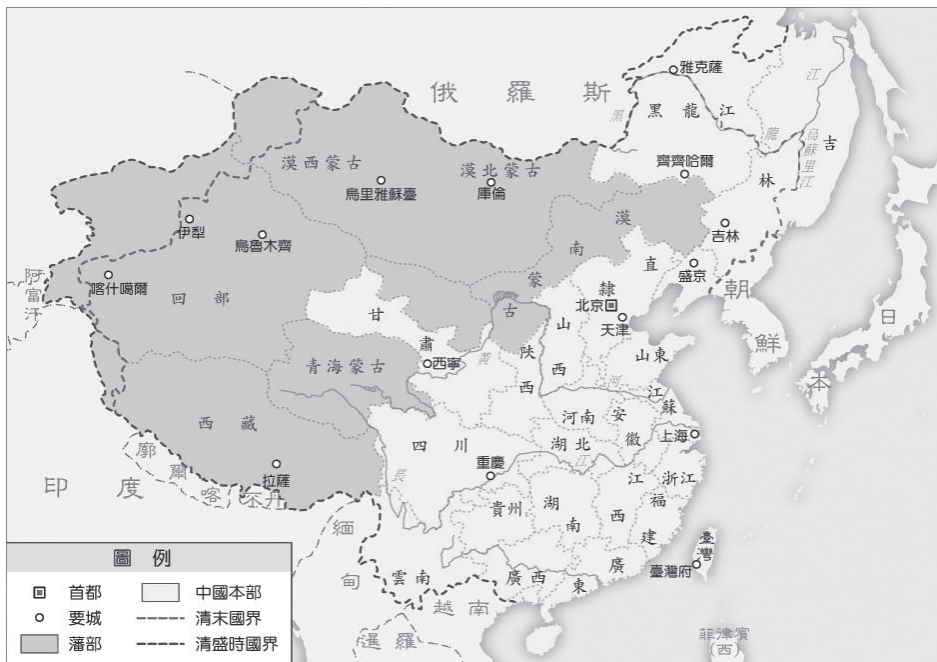 俄羅斯
雅克薩
黑龍江
黑
龍
江
烏蘇里江
吉林
齊齊哈爾
漠西蒙古
漠北蒙古
烏里雅蘇臺
庫倫
漠南蒙古
伊犁
烏魯木齊
吉林
盛京
直隸
北京
天津
朝鮮
日本
阿富汗
喀什噶爾
回部
甘肅
西寧
黃
河
陝西
山西
山東
青海蒙古
江蘇
河南
安徽
西藏
四川
湖北
上海
拉薩
重慶
長
江
浙江
印度
廓爾喀
不丹
貴州
湖南
江西
福建
緬甸
雲南
廣西
廣東
臺灣
臺灣府
越南
暹羅
菲律賓
(西)
圖例
首都
中國本部
要城
清末國界
藩部
清盛時國界